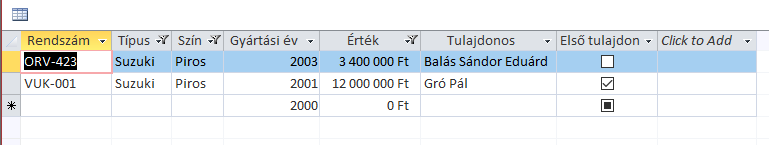 Rendszám Típus Szín Gyártási év Érték Tulajdonos Első tulajdon Click to Add
ORV-423 Suzuki Piros 2003 3 400 000 Ft Balás Sándor Eduárd
VUK-001 Suzuki Piros 2001 12 000 000 Ft Gró Pál
2000 0 Ft